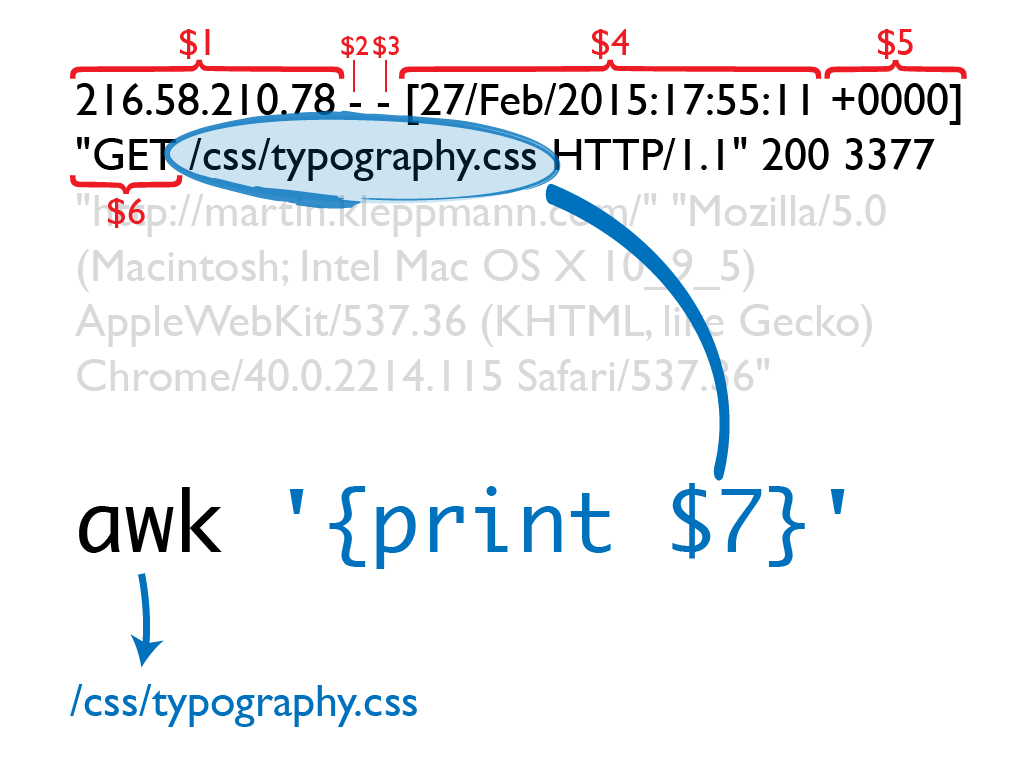 $1 $2 $3 $4 $5
216.58.210.78 - - [27/Feb/2015:17:55:11 +0000]
"GET /css/typography.css HTTP/1.1" 200 3377
$6
"http://martin.kleppmann.com/" "Mozilla/5.0
(Macintosh; Intel Mac OS X 10_9_5)
AppleWebKit/537.36 (KHTML, like Gecko)
Chrome/40.0.2214.115 Safari/537.36"
awk '{print $7}'
/css/typography.css